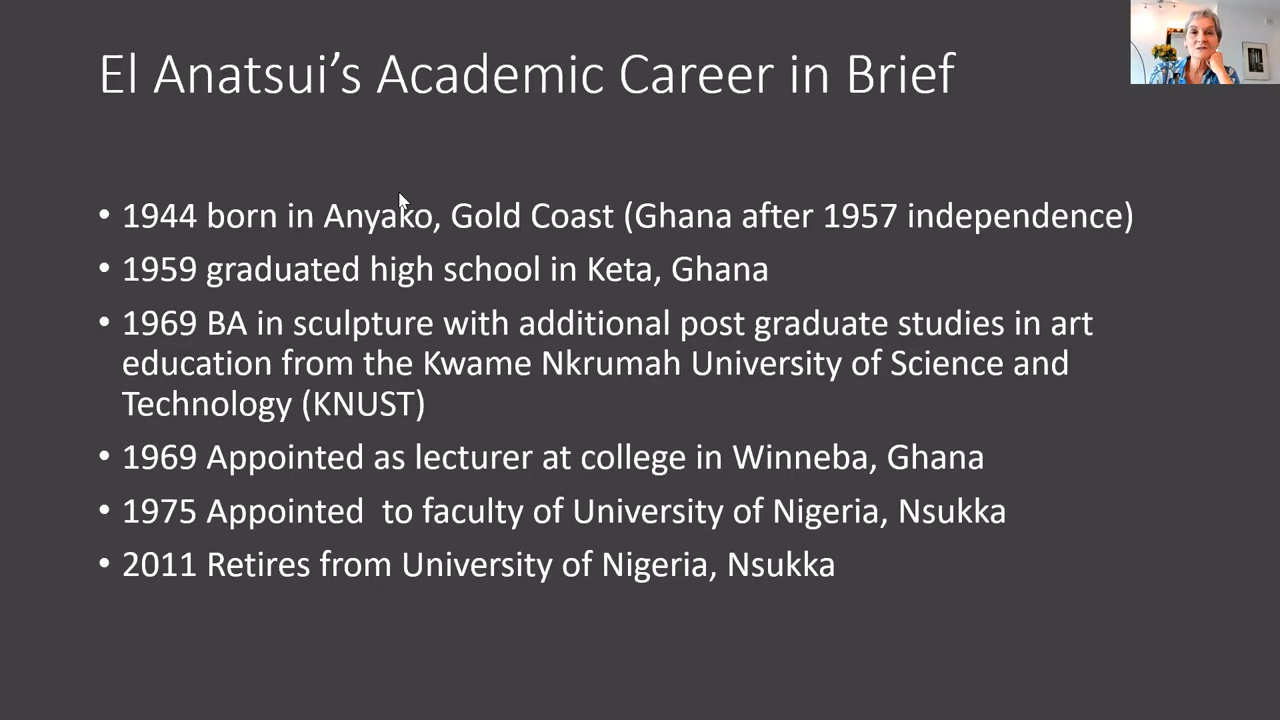 El Anatsui’s Academic Career in Brief
• 1944 born in Anyako, Gold Coast (Ghana after 1957 independence)
• 1959 graduated high school in Keta, Ghana
• 1969 BA in sculpture with additional post graduate studies in art
education from the Kwame Nkrumah University of Science and
Technology (KNUST)
• 1969 Appointed as lecturer at college in Winneba, Ghana
• 1975 Appointed  to faculty of University of Nigeria, Nsukka
• 2011 Retires from University of Nigeria, Nsukka